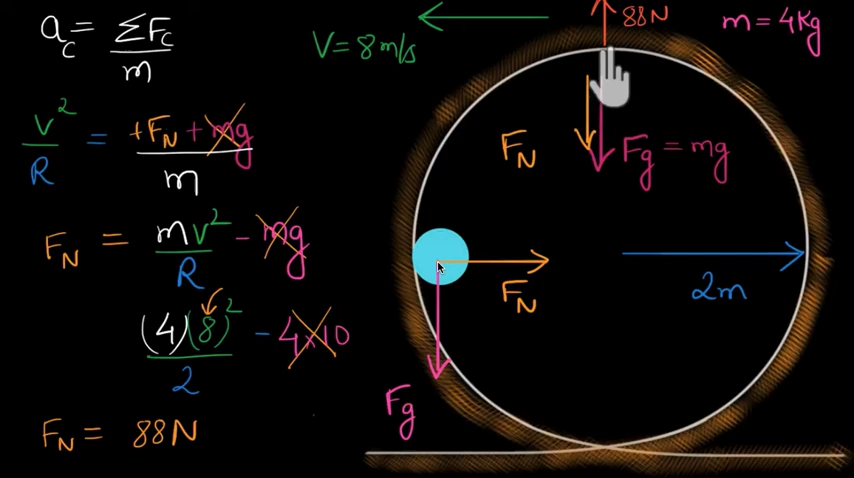 a_c = ΣF_c / m
v² / R = +F_N + mg / m
F_N = mv² / R - mg
(4)(8)² / 2 - 4×10
F_N = 88N
V = 8m/s
88N
m = 4Kg
F_N
F_g = mg
F_N
2m
F_g